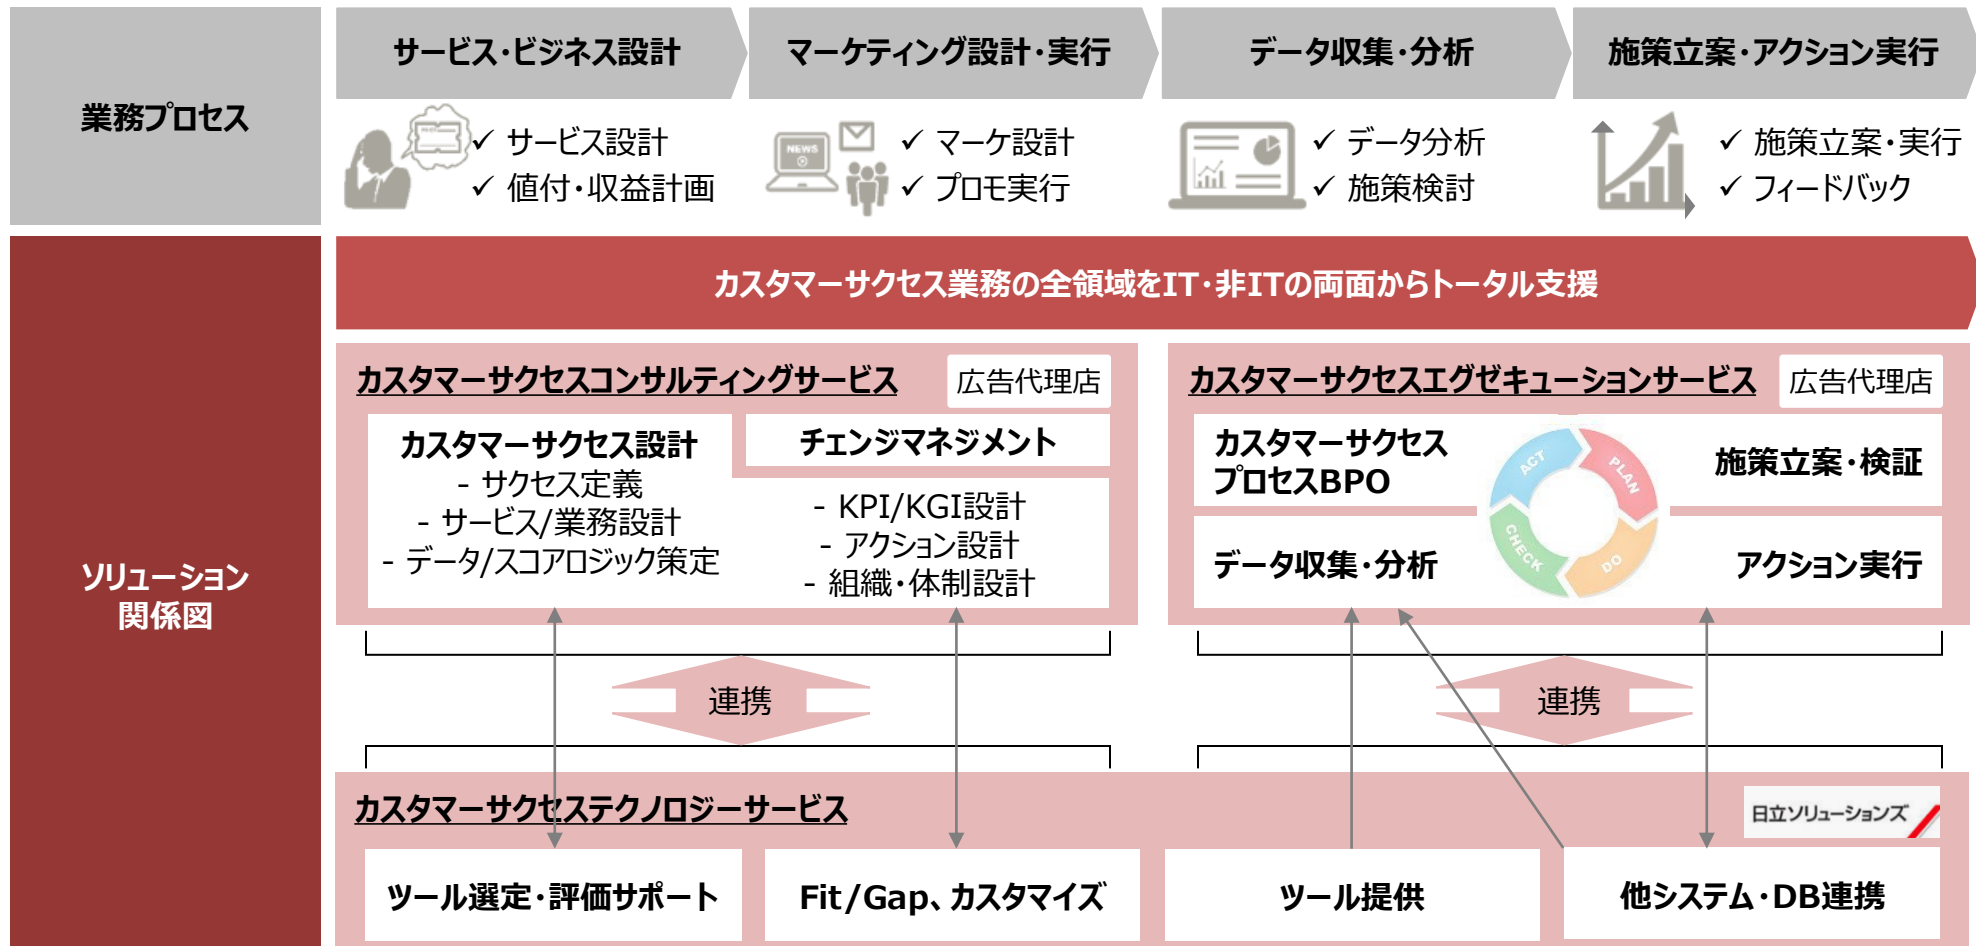 業務プロセス
サービス・ビジネス設計
マーケティング設計・実行
データ収集・分析
施策立案・アクション実行
✓ サービス設計
✓ 値付・収益計画
NEWS
✓ マーケ設計
✓ プロモ実行
✓ データ分析
✓ 施策検討
✓ 施策立案・実行
✓ フィードバック
ソリューション
関係図
カスタマーサクセス業務の全領域をIT・非ITの両面からトータル支援
カスタマーサクセスコンサルティングサービス
広告代理店
カスタマーサクセス設計
- サクセス定義
- サービス/業務設計
- データ/スコアロジック策定
チェンジマネジメント
- KPI/KGI設計
- アクション設計
- 組織・体制設計
カスタマーサクセスエグゼキューションサービス
広告代理店
カスタマーサクセス
プロセスBPO
施策立案・検証
データ収集・分析
アクション実行
ACT
PLAN
CHECK
DO
連携
連携
カスタマーサクセステクノロジーサービス
日立ソリューションズ
ツール選定・評価サポート
Fit/Gap、カスタマイズ
ツール提供
他システム・DB連携